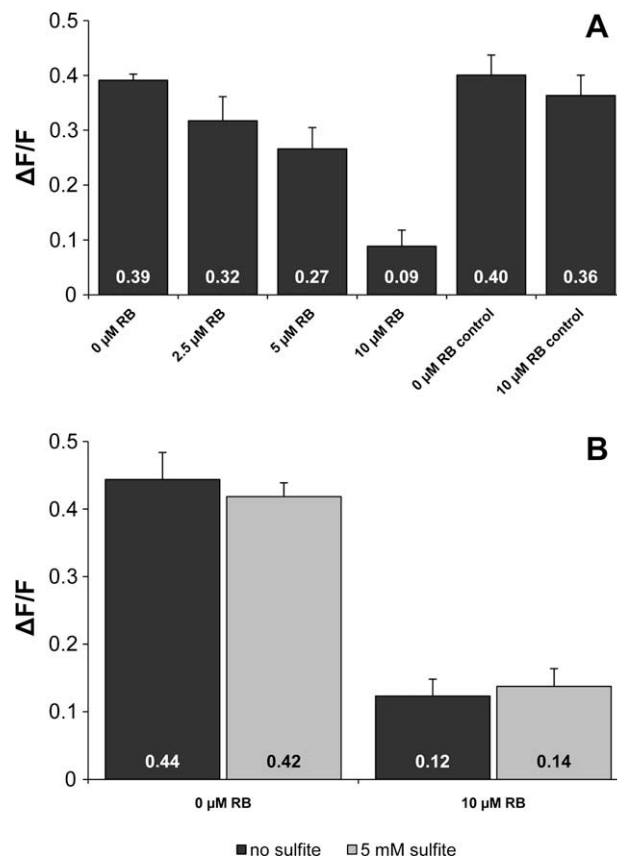 A
ΔF/F
0.5
0.4
0.3
0.2
0.1
0
0.39
0.32
0.27
0.09
0.40
0.36
0 µM RB
2.5 µM RB
5 µM RB
10 µM RB
0 µM RB control
10 µM RB control
B
ΔF/F
0.5
0.4
0.3
0.2
0.1
0
0.44
0.42
0.12
0.14
0 µM RB
10 µM RB
no sulfite
5 mM sulfite